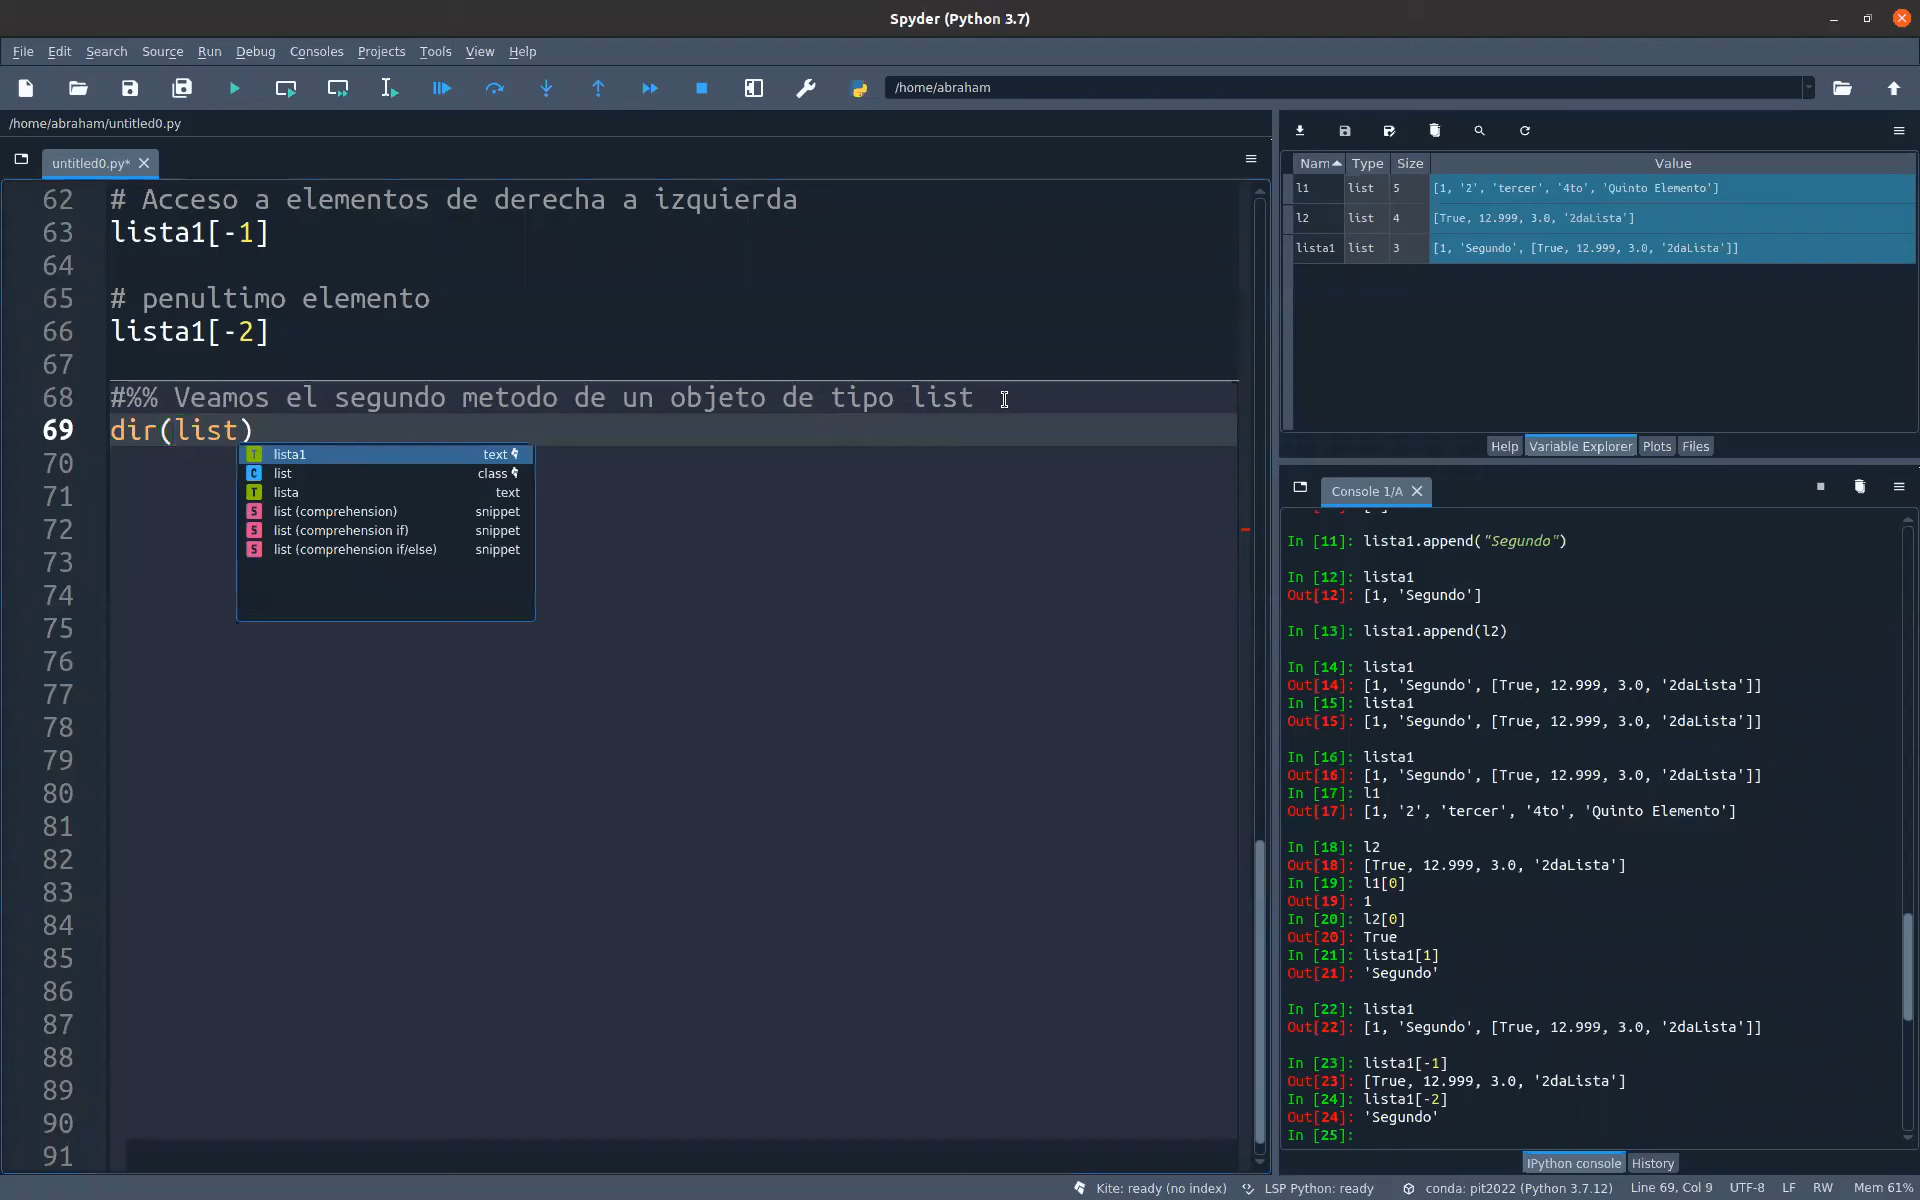 Spyder (Python 3.7)
File Edit Search Source Run Debug Consoles Projects Tools View Help
/home/abraham
/home/abraham/untitled0.py
untitled0.py*
62 # Acceso a elementos de derecha a izquierda
63 lista1[-1]
64
65 # penultimo elemento
66 lista1[-2]
67
68 #%% Veamos el segundo metodo de un objeto de tipo list
69 dir(list)
T lista1 text
C list class
T lista text
S list (comprehension) snippet
S list (comprehension if) snippet
S list (comprehension if/else) snippet
70
71
72
73
74
75
76
77
78
79
80
81
82
83
84
85
86
87
88
89
90
91
Nam Type Size Value
l1 list 5 [1, '2', 'tercer', '4to', 'Quinto Elemento']
l2 list 4 [True, 12.999, 3.0, '2daLista']
lista1 list 3 [1, 'Segundo', [True, 12.999, 3.0, '2daLista']]
Help Variable Explorer Plots Files
Console 1/A
In [11]: lista1.append("Segundo")
In [12]: lista1
Out[12]: [1, 'Segundo']
In [13]: lista1.append(l2)
In [14]: lista1
Out[14]: [1, 'Segundo', [True, 12.999, 3.0, '2daLista']]
In [15]: lista1
Out[15]: [1, 'Segundo', [True, 12.999, 3.0, '2daLista']]
In [16]: lista1
Out[16]: [1, 'Segundo', [True, 12.999, 3.0, '2daLista']]
In [17]: l1
Out[17]: [1, '2', 'tercer', '4to', 'Quinto Elemento']
In [18]: l2
Out[18]: [True, 12.999, 3.0, '2daLista']
In [19]: l1[0]
Out[19]: 1
In [20]: l2[0]
Out[20]: True
In [21]: lista1[1]
Out[21]: 'Segundo'
In [22]: lista1
Out[22]: [1, 'Segundo', [True, 12.999, 3.0, '2daLista']]
In [23]: lista1[-1]
Out[23]: [True, 12.999, 3.0, '2daLista']
In [24]: lista1[-2]
Out[24]: 'Segundo'
In [25]:
IPython console History
Kite: ready (no index) LSP Python: ready conda: pit2022 (Python 3.7.12) Line 69, Col 9 UTF-8 LF RW Mem 61%